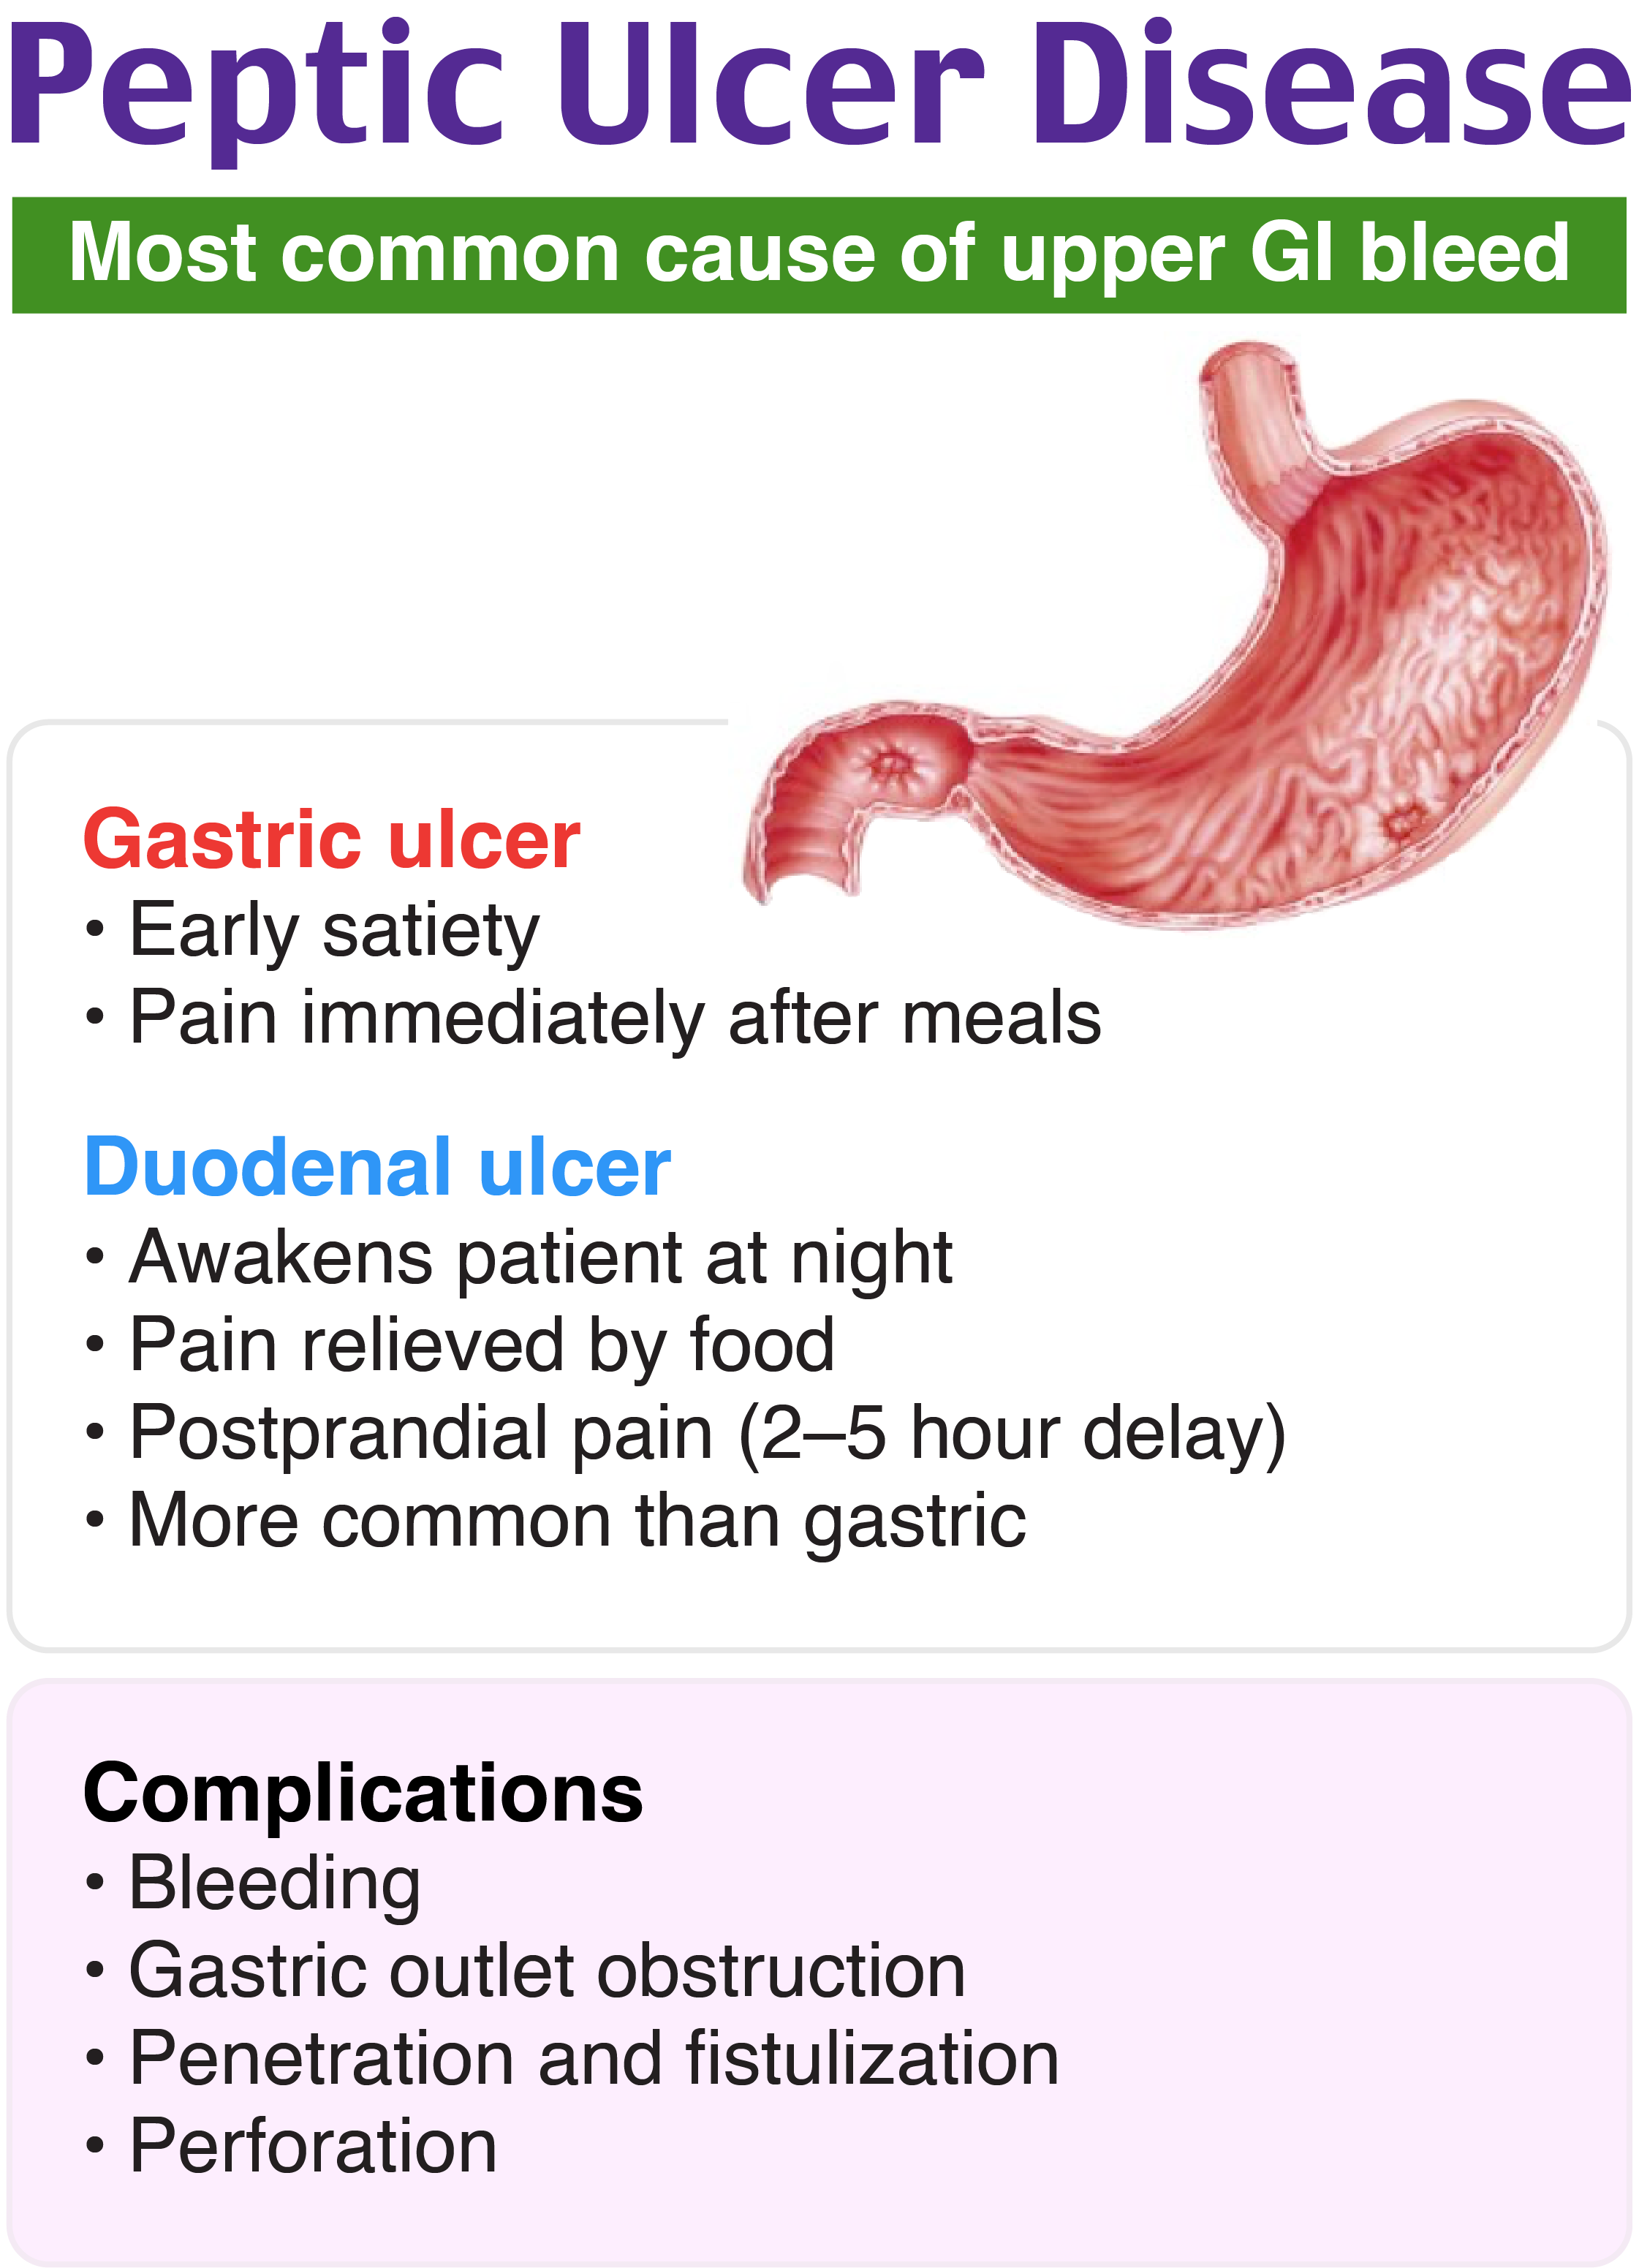 Peptic Ulcer Disease
Most common cause of upper GI bleed
Gastric ulcer
• Early satiety
• Pain immediately after meals
Duodenal ulcer
• Awakens patient at night
• Pain relieved by food
• Postprandial pain (2–5 hour delay)
• More common than gastric
Complications
• Bleeding
• Gastric outlet obstruction
• Penetration and fistulization
• Perforation